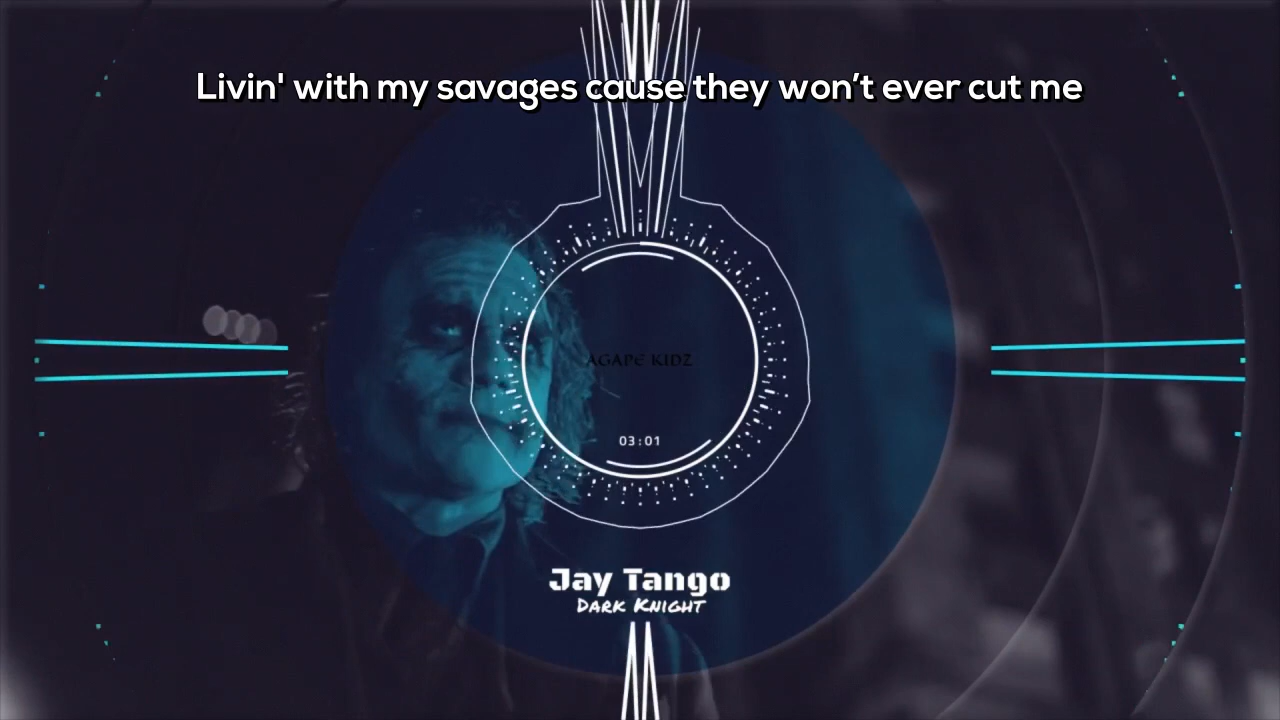 Livin' with my savages cause they won’t ever cut me
AGAPE KIDZ
03:01
Jay Tango
Dark Knight